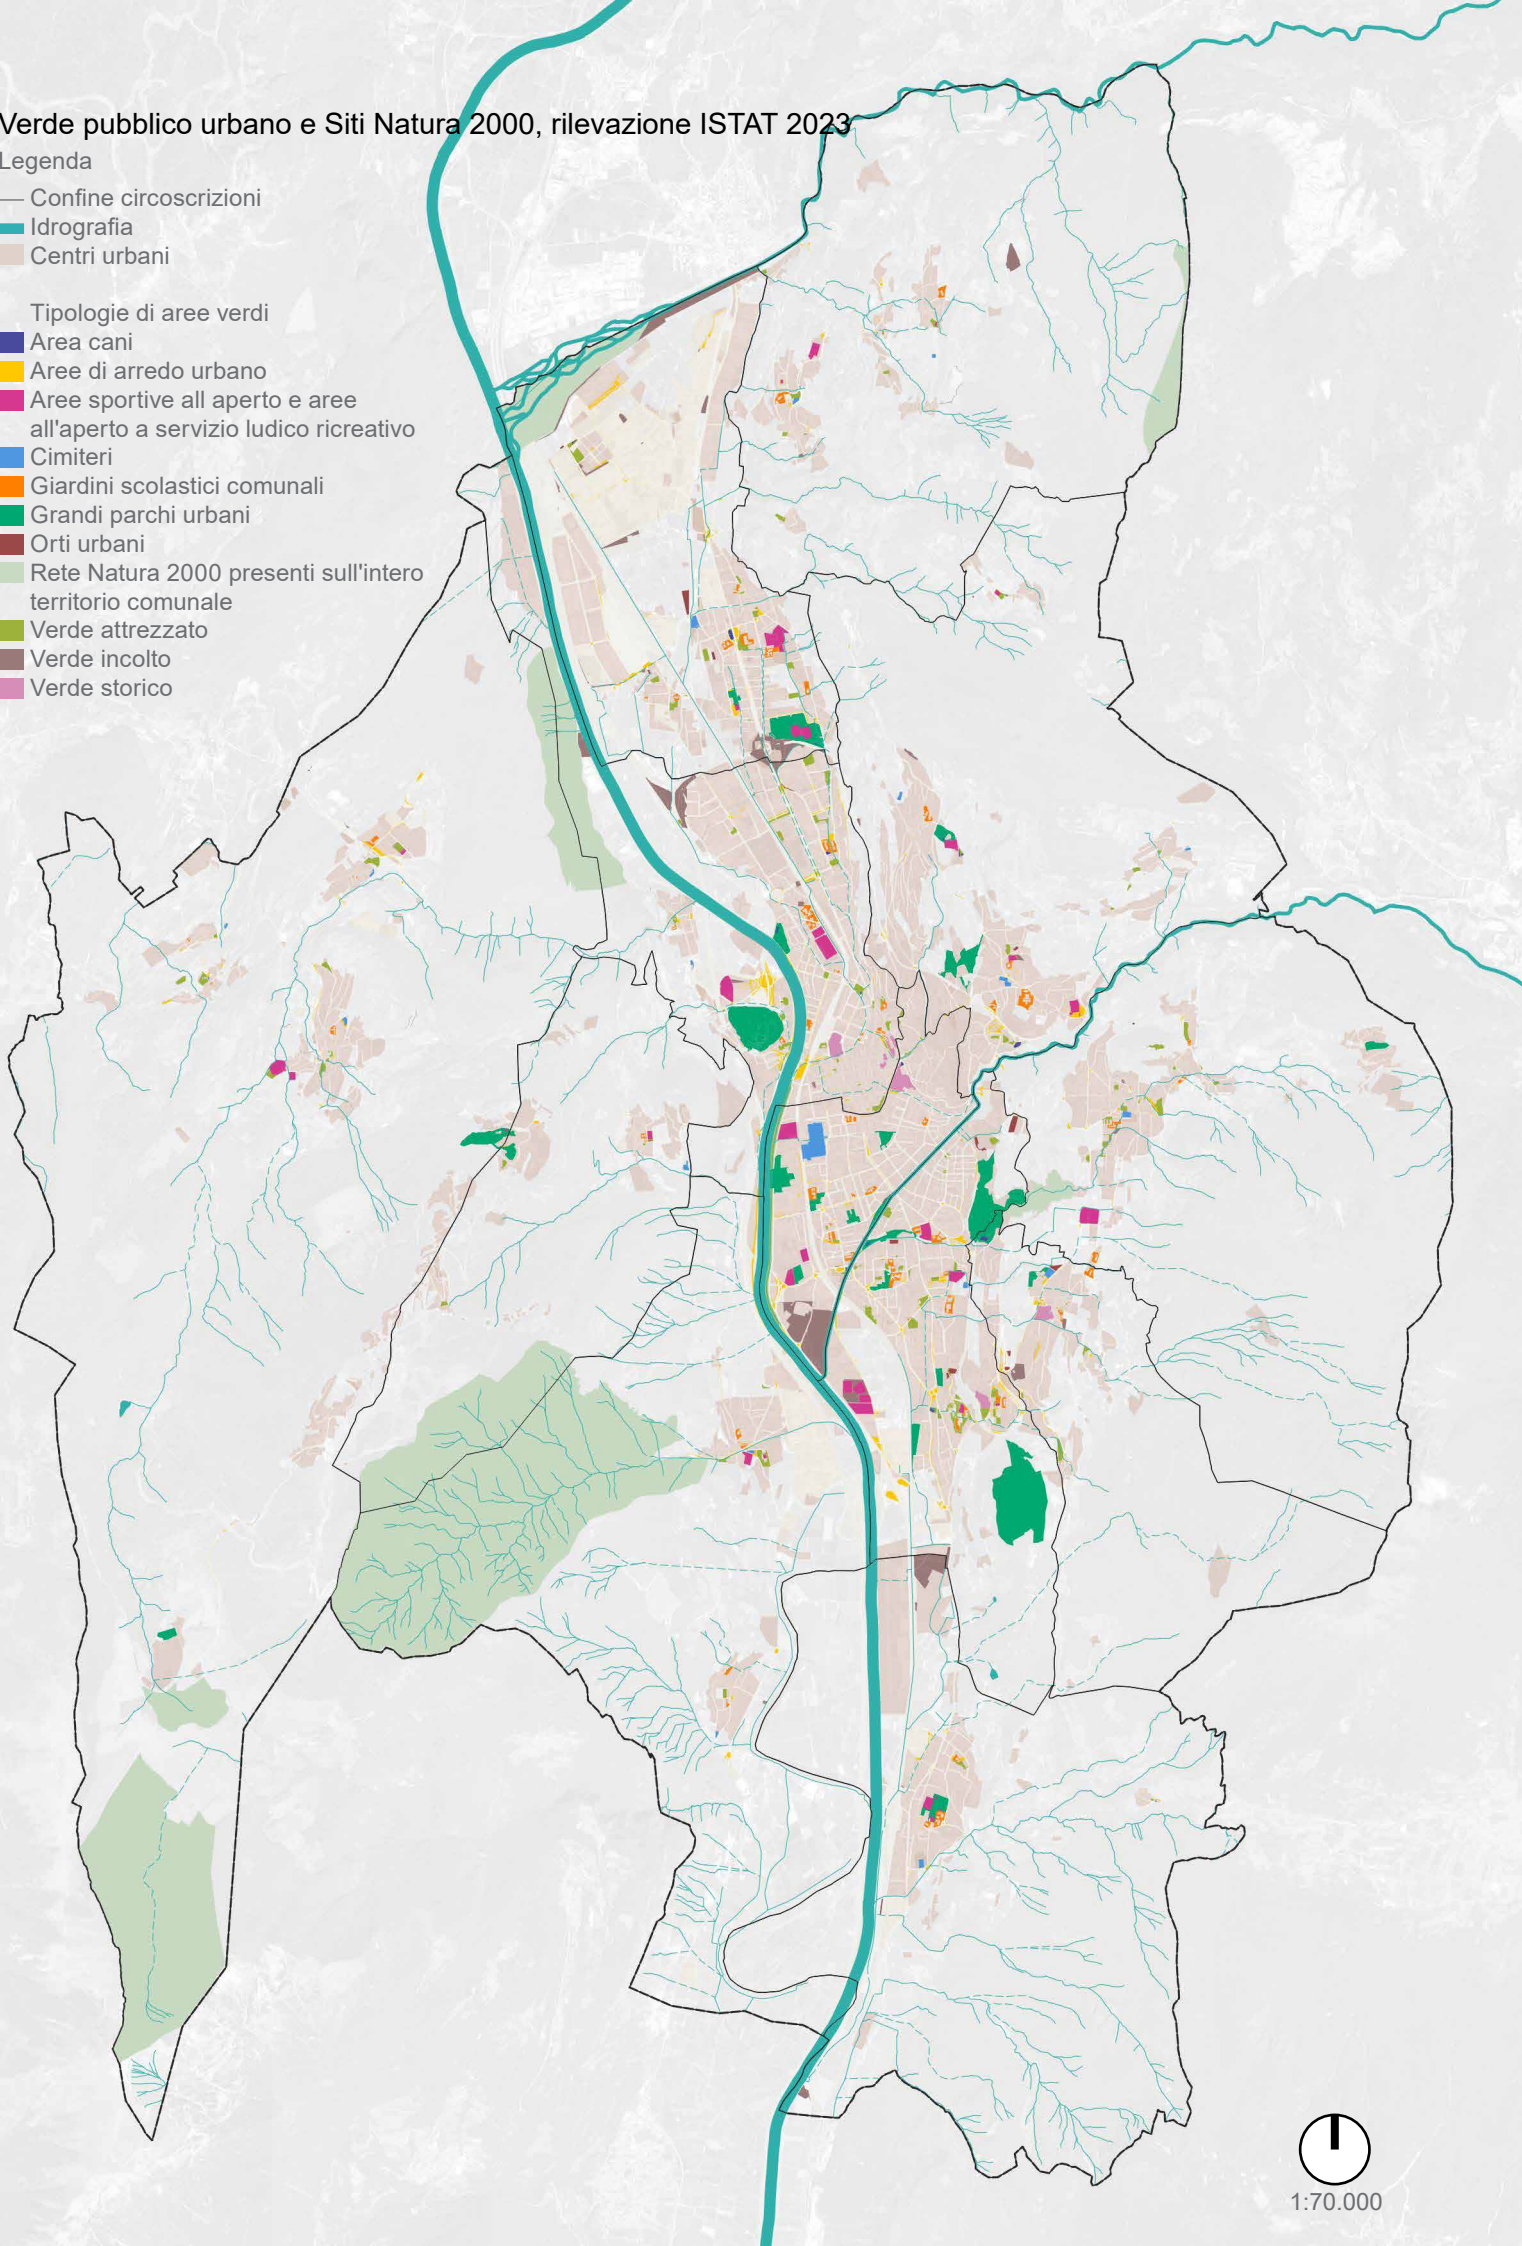 Verde pubblico urbano e Siti Natura 2000, rilevazione ISTAT 2023
Legenda
Confine circoscrizioni
Idrografia
Centri urbani
Tipologie di aree verdi
Area cani
Aree di arredo urbano
Aree sportive all aperto e aree
all'aperto a servizio ludico ricreativo
Cimiteri
Giardini scolastici comunali
Grandi parchi urbani
Orti urbani
Rete Natura 2000 presenti sull'intero
territorio comunale
Verde attrezzato
Verde incolto
Verde storico
1:70.000